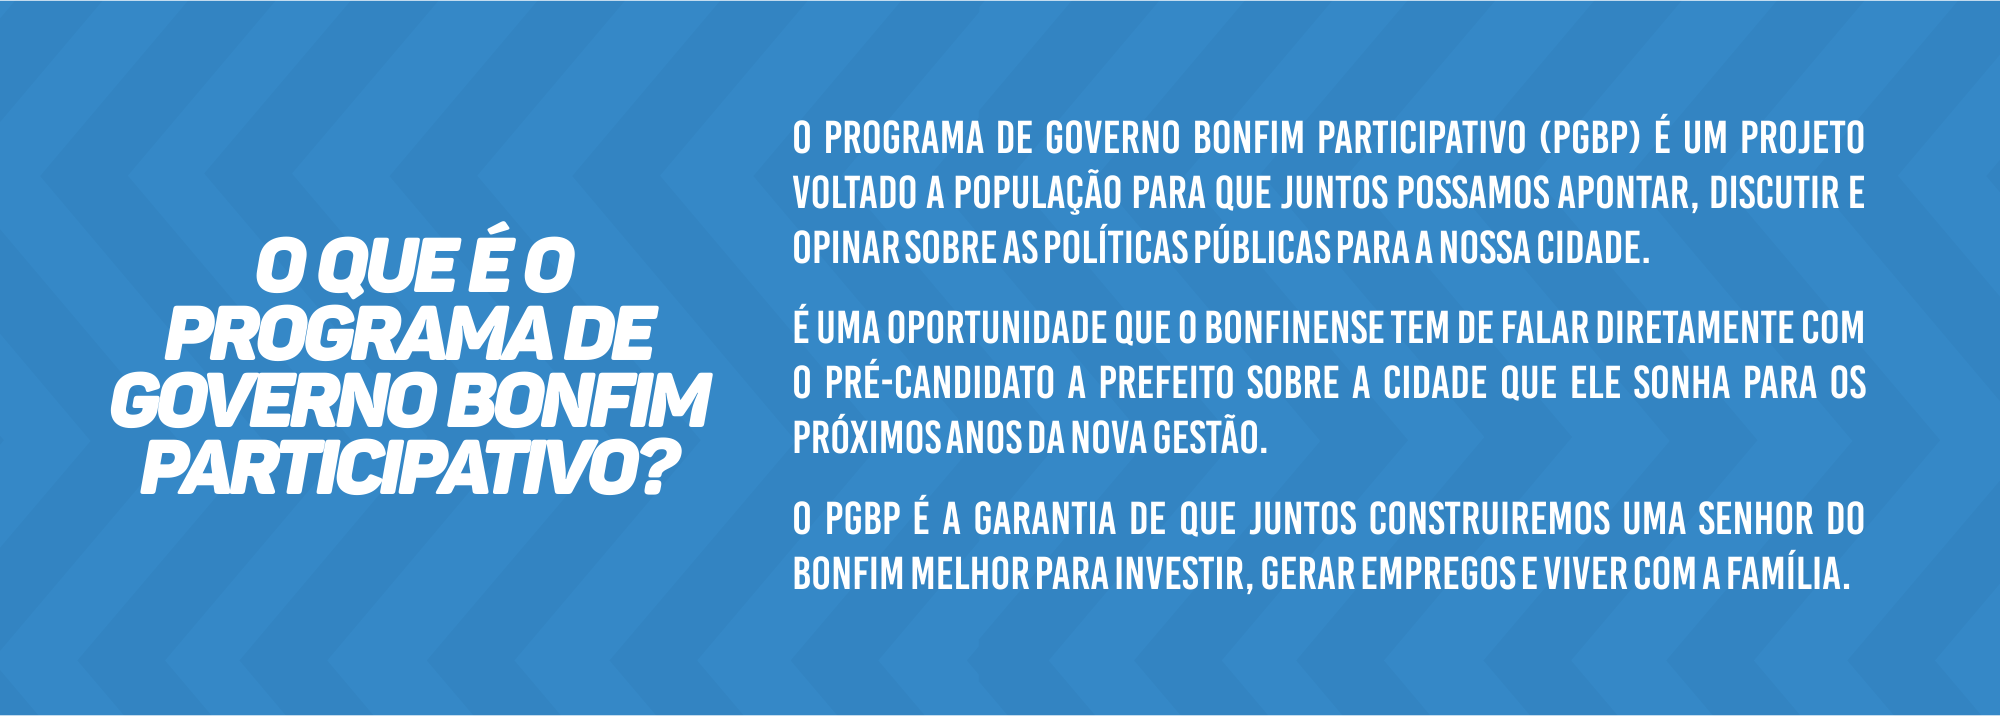 O QUE É O
PROGRAMA DE
GOVERNO BONFIM
PARTICIPATIVO?
O PROGRAMA DE GOVERNO BONFIM PARTICIPATIVO (PGBP) É UM PROJETO
VOLTADO A POPULAÇÃO PARA QUE JUNTOS POSSAMOS APONTAR, DISCUTIR E
OPINAR SOBRE AS POLÍTICAS PÚBLICAS PARA A NOSSA CIDADE.
É UMA OPORTUNIDADE QUE O BONFINENSE TEM DE FALAR DIRETAMENTE COM
O PRÉ-CANDIDATO A PREFEITO SOBRE A CIDADE QUE ELE SONHA PARA OS
PRÓXIMOS ANOS DA NOVA GESTÃO.
O PGBP É A GARANTIA DE QUE JUNTOS CONSTRUIREMOS UMA SENHOR DO
BONFIM MELHOR PARA INVESTIR, GERAR EMPREGOS E VIVER COM A FAMÍLIA.